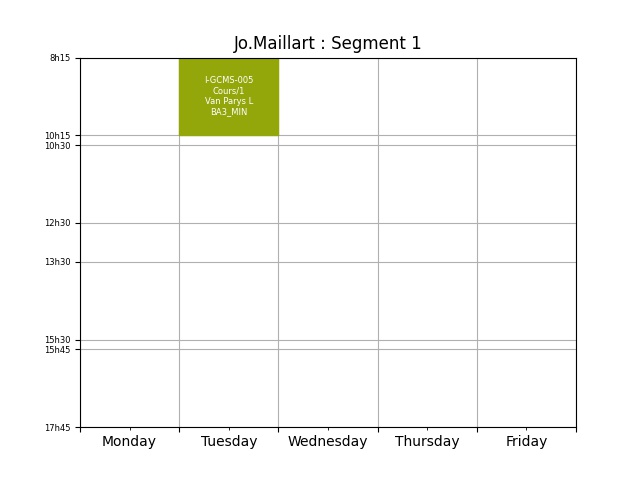 Jo.Maillart : Segment 1
8h15
I-GCMS-005
Cours/1
Van Parys L
BA3_MIN
10h15
10h30
12h30
13h30
15h30
15h45
17h45
Monday Tuesday Wednesday Thursday Friday